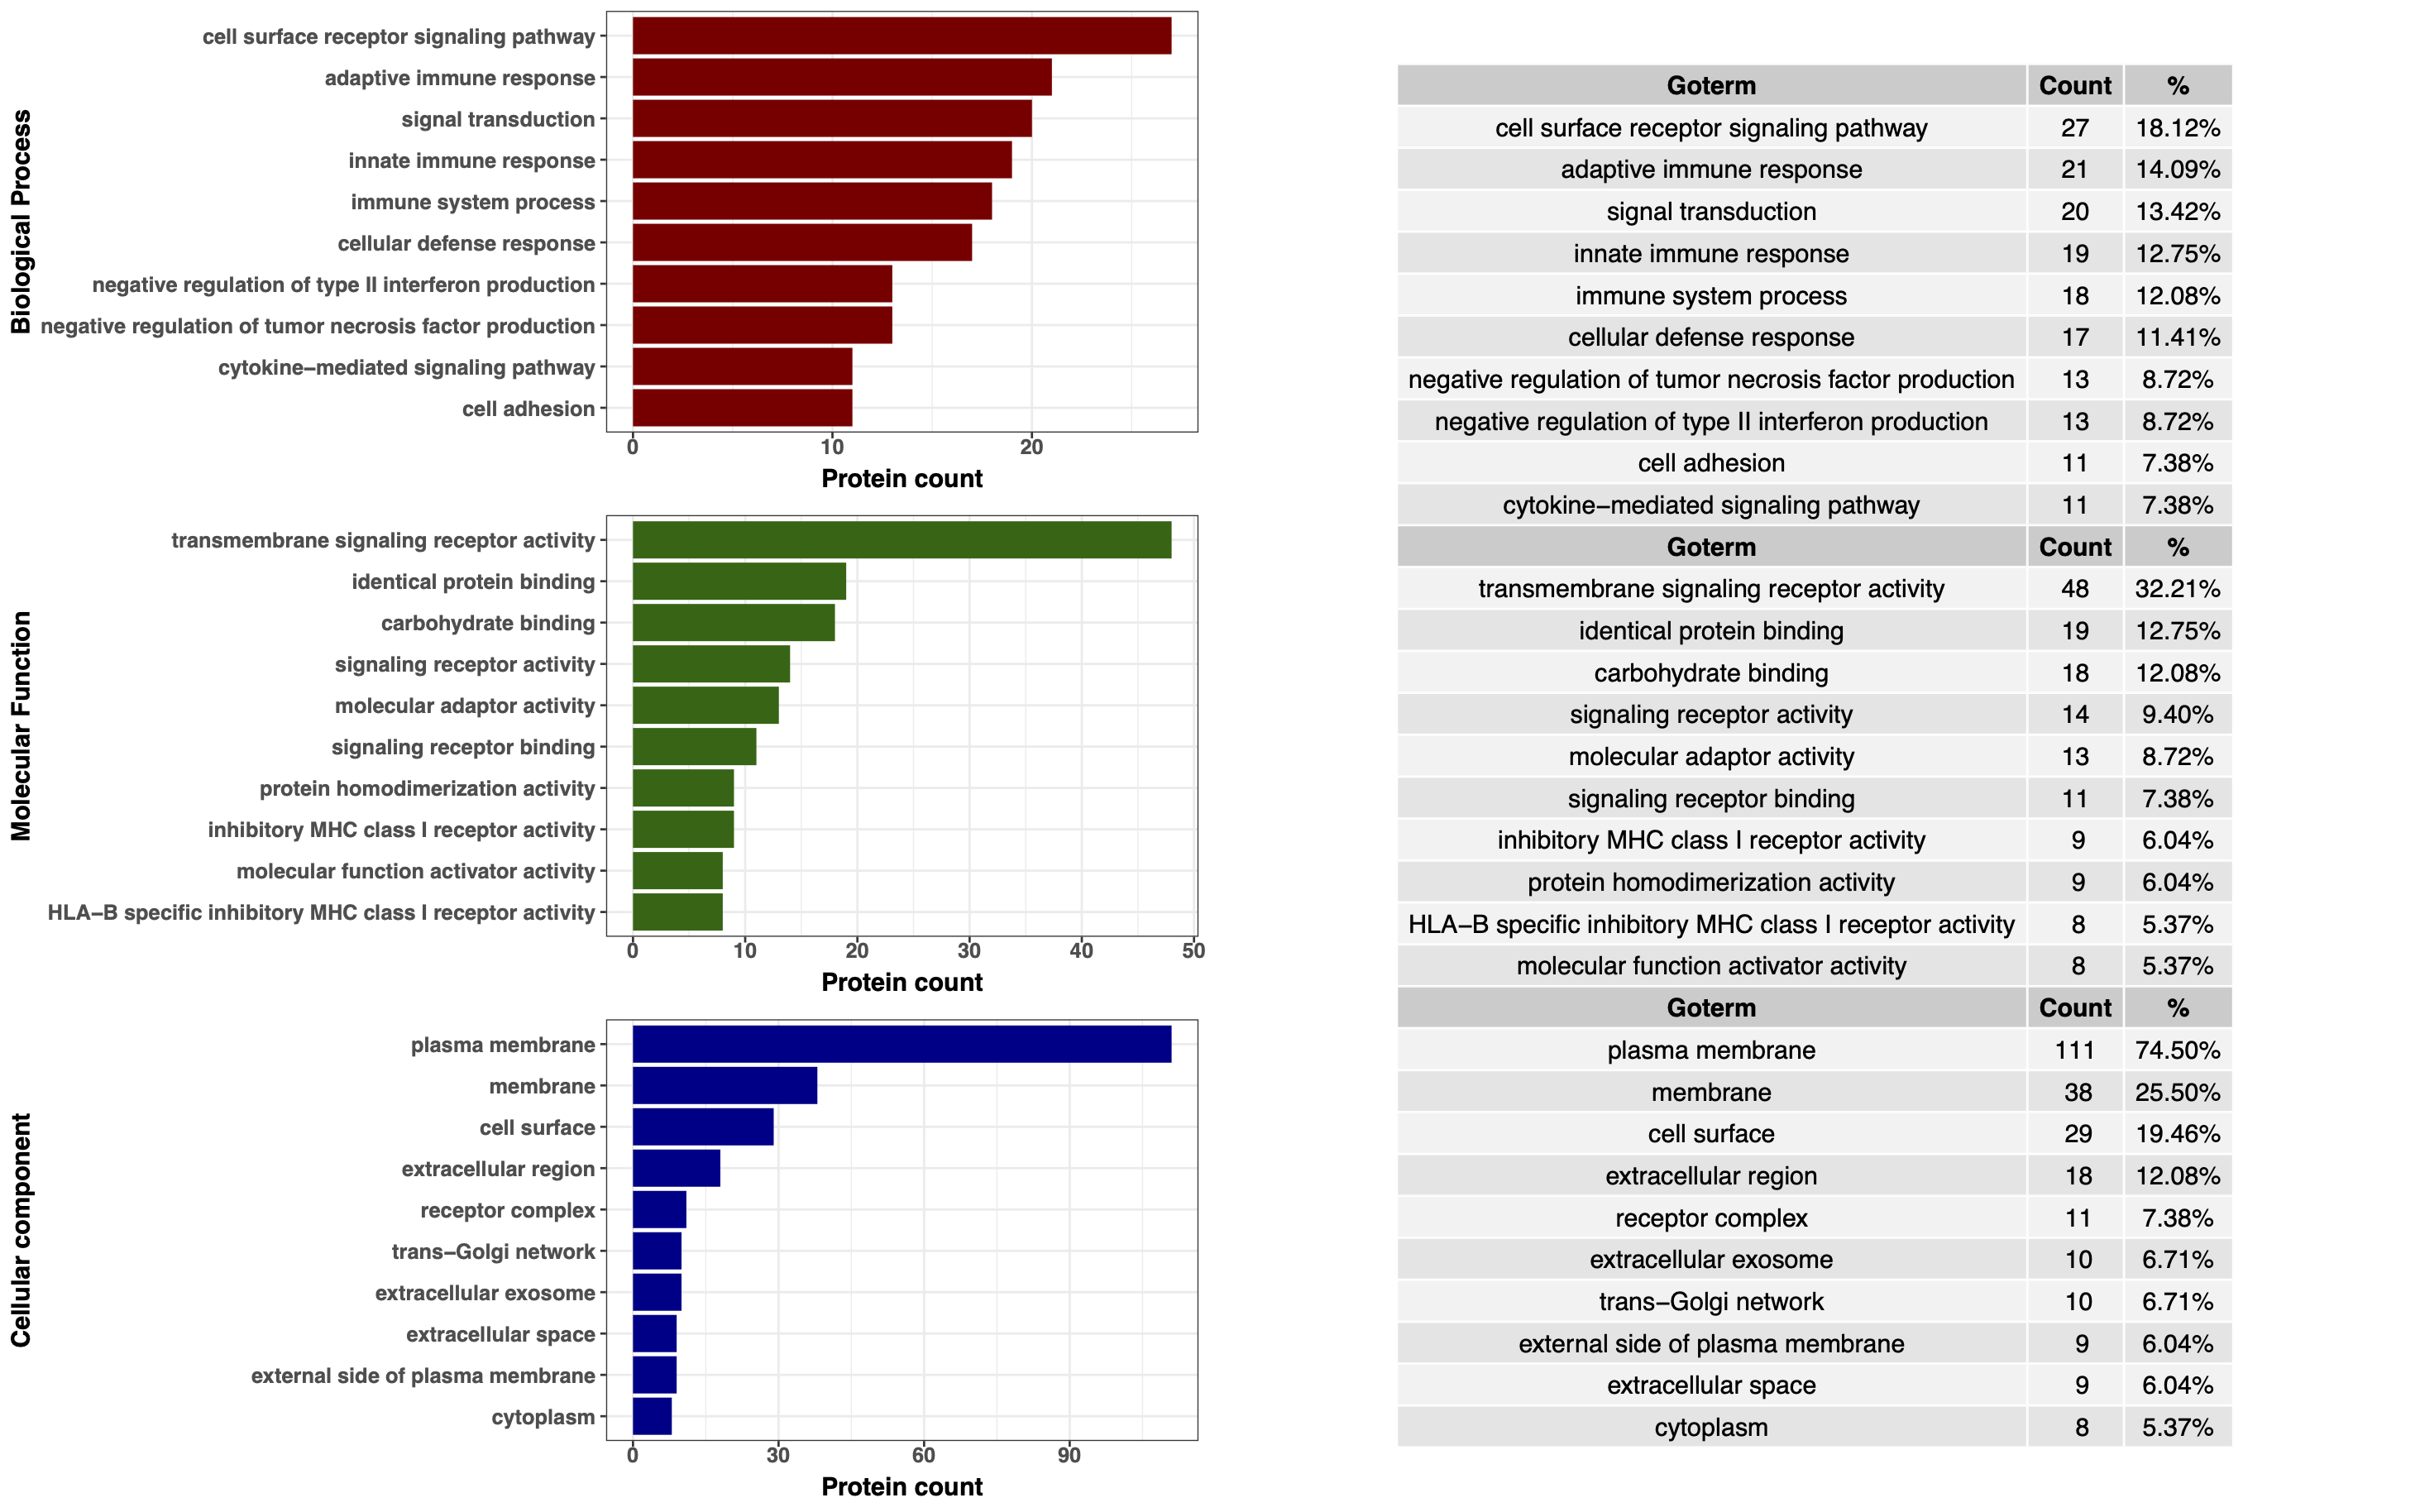 Biological Process
cell surface receptor signaling pathway
adaptive immune response
signal transduction
innate immune response
immune system process
cellular defense response
negative regulation of type II interferon production
negative regulation of tumor necrosis factor production
cytokine−mediated signaling pathway
cell adhesion
0 10 20
Protein count
Molecular Function
transmembrane signaling receptor activity
identical protein binding
carbohydrate binding
signaling receptor activity
molecular adaptor activity
signaling receptor binding
protein homodimerization activity
inhibitory MHC class I receptor activity
molecular function activator activity
HLA−B specific inhibitory MHC class I receptor activity
0 10 20 30 40 50
Protein count
Cellular component
plasma membrane
membrane
cell surface
extracellular region
receptor complex
trans−Golgi network
extracellular exosome
extracellular space
external side of plasma membrane
cytoplasm
0 30 60 90
Protein count
Goterm Count %
cell surface receptor signaling pathway 27 18.12%
adaptive immune response 21 14.09%
signal transduction 20 13.42%
innate immune response 19 12.75%
immune system process 18 12.08%
cellular defense response 17 11.41%
negative regulation of tumor necrosis factor production 13 8.72%
negative regulation of type II interferon production 13 8.72%
cell adhesion 11 7.38%
cytokine−mediated signaling pathway 11 7.38%
Goterm Count %
transmembrane signaling receptor activity 48 32.21%
identical protein binding 19 12.75%
carbohydrate binding 18 12.08%
signaling receptor activity 14 9.40%
molecular adaptor activity 13 8.72%
signaling receptor binding 11 7.38%
inhibitory MHC class I receptor activity 9 6.04%
protein homodimerization activity 9 6.04%
HLA−B specific inhibitory MHC class I receptor activity 8 5.37%
molecular function activator activity 8 5.37%
Goterm Count %
plasma membrane 111 74.50%
membrane 38 25.50%
cell surface 29 19.46%
extracellular region 18 12.08%
receptor complex 11 7.38%
extracellular exosome 10 6.71%
trans−Golgi network 10 6.71%
external side of plasma membrane 9 6.04%
extracellular space 9 6.04%
cytoplasm 8 5.37%